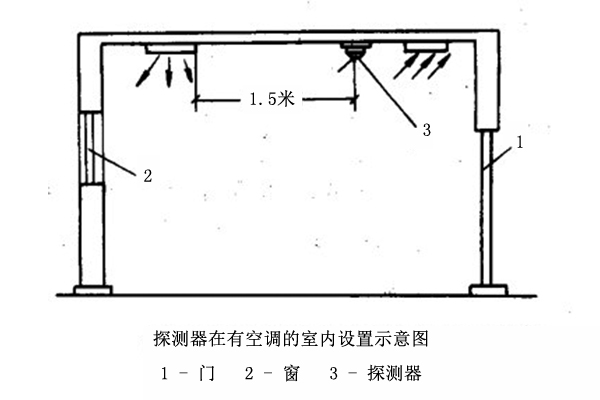 1.5米
3
1
2
探测器在有空调的室内设置示意图
1 - 门 2 - 窗 3 - 探测器